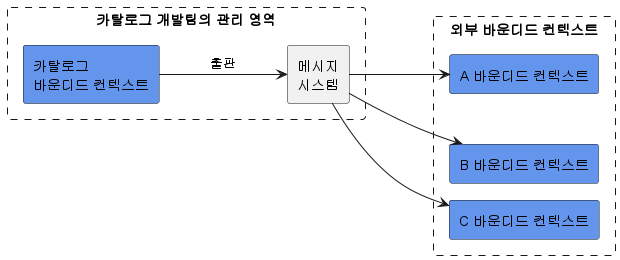 카탈로그 개발팀의 관리 영역
카탈로그
바운디드 컨텍스트
출판
메시지
시스템
외부 바운디드 컨텍스트
A 바운디드 컨텍스트
B 바운디드 컨텍스트
C 바운디드 컨텍스트